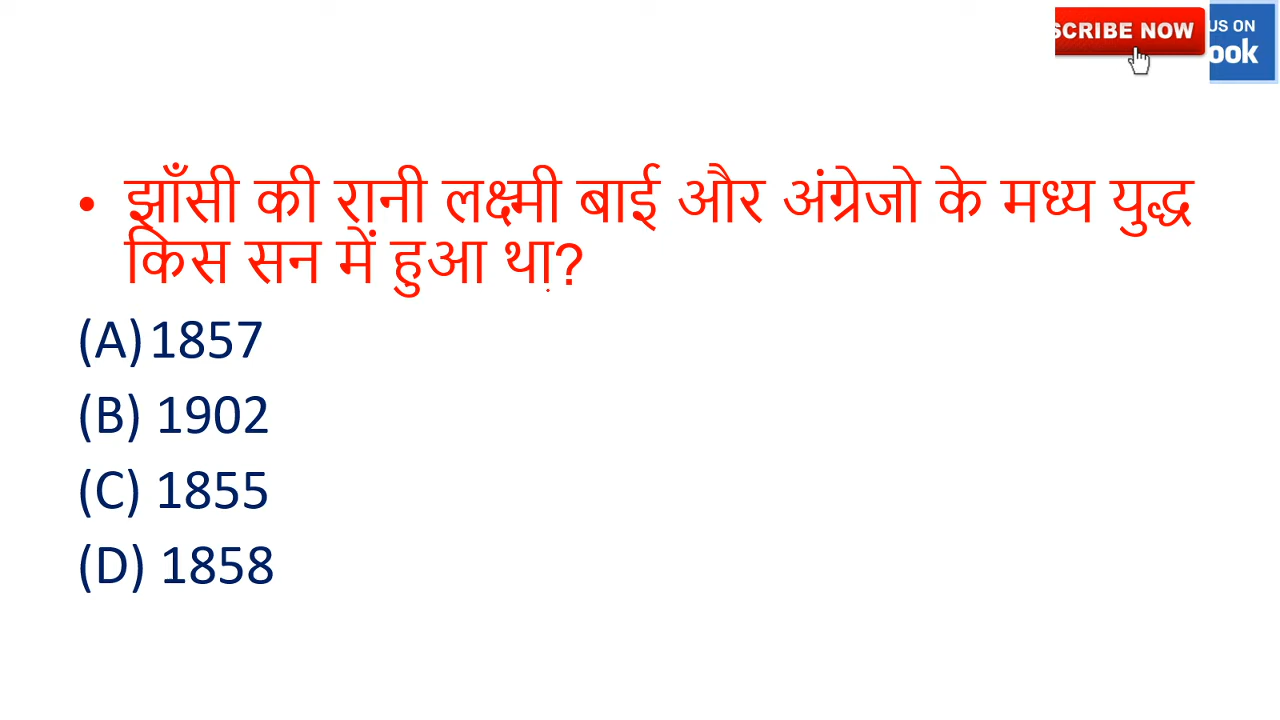 SCRIBE NOW
US ON
ook
• झाँसी की रानी लक्ष्मी बाई और अंग्रेजो के मध्य युद्ध
किस सन में हुआ था़?
(A) 1857
(B) 1902
(C) 1855
(D) 1858